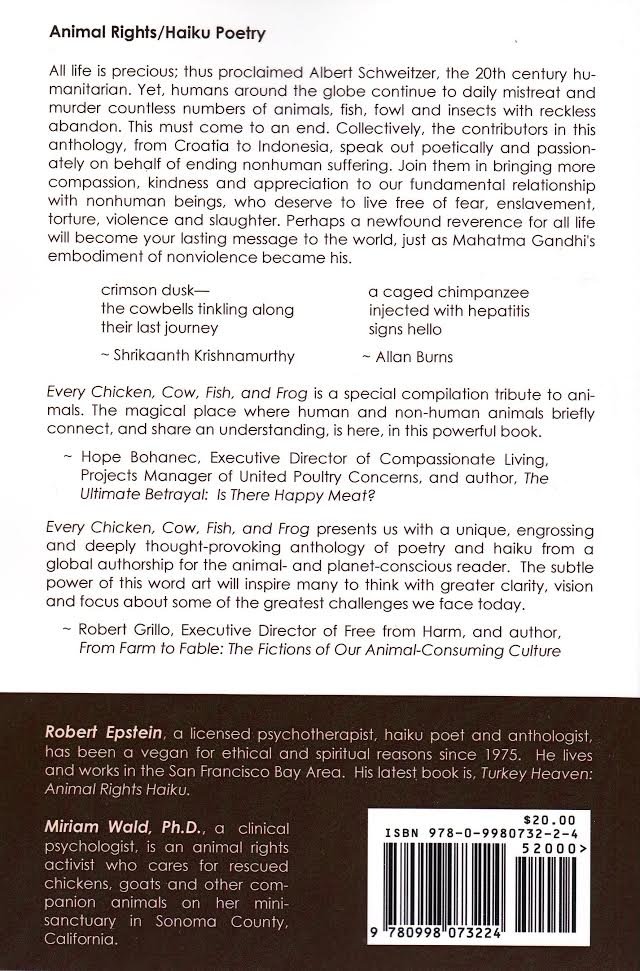 Animal Rights/Haiku Poetry
All life is precious; thus proclaimed Albert Schweitzer, the 20th century hu-
manitarian. Yet, humans around the globe continue to daily mistreat and
murder countless numbers of animals, fish, fowl and insects with reckless
abandon. This must come to an end. Collectively, the contributors in this
anthology, from Croatia to Indonesia, speak out poetically and passion-
ately on behalf of ending nonhuman suffering. Join them in bringing more
compassion, kindness and appreciation to our fundamental relationship
with nonhuman beings, who deserve to live free of fear, enslavement,
torture, violence and slaughter. Perhaps a newfound reverence for all life
will become your lasting message to the world, just as Mahatma Gandhi's
embodiment of nonviolence became his.
crimson dusk—
the cowbells tinkling along
their last journey
~ Shrikaanth Krishnamurthy
a caged chimpanzee
injected with hepatitis
signs hello
~ Allan Burns
Every Chicken, Cow, Fish, and Frog is a special compilation tribute to ani-
mals. The magical place where human and non-human animals briefly
connect, and share an understanding, is here, in this powerful book.
~ Hope Bohanec, Executive Director of Compassionate Living,
Projects Manager of United Poultry Concerns, and author, The
Ultimate Betrayal: Is There Happy Meat?
Every Chicken, Cow, Fish, and Frog presents us with a unique, engrossing
and deeply thought-provoking anthology of poetry and haiku from a
global authorship for the animal- and planet-conscious reader. The subtle
power of this word art will inspire many to think with greater clarity, vision
and focus about some of the greatest challenges we face today.
~ Robert Grillo, Executive Director of Free from Harm, and author,
From Farm to Fable: The Fictions of Our Animal-Consuming Culture
Robert Epstein, a licensed psychotherapist, haiku poet and anthologist,
has been a vegan for ethical and spiritual reasons since 1975. He lives
and works in the San Francisco Bay Area. His latest book is, Turkey Heaven:
Animal Rights Haiku.
Miriam Wald, Ph.D., a clinical
psychologist, is an animal rights
activist who cares for rescued
chickens, goats and other com-
panion animals on her mini-
sanctuary in Sonoma County,
California.
$20.00
ISBN 978-0-9980732-2-4
52000>
9 780998 073224